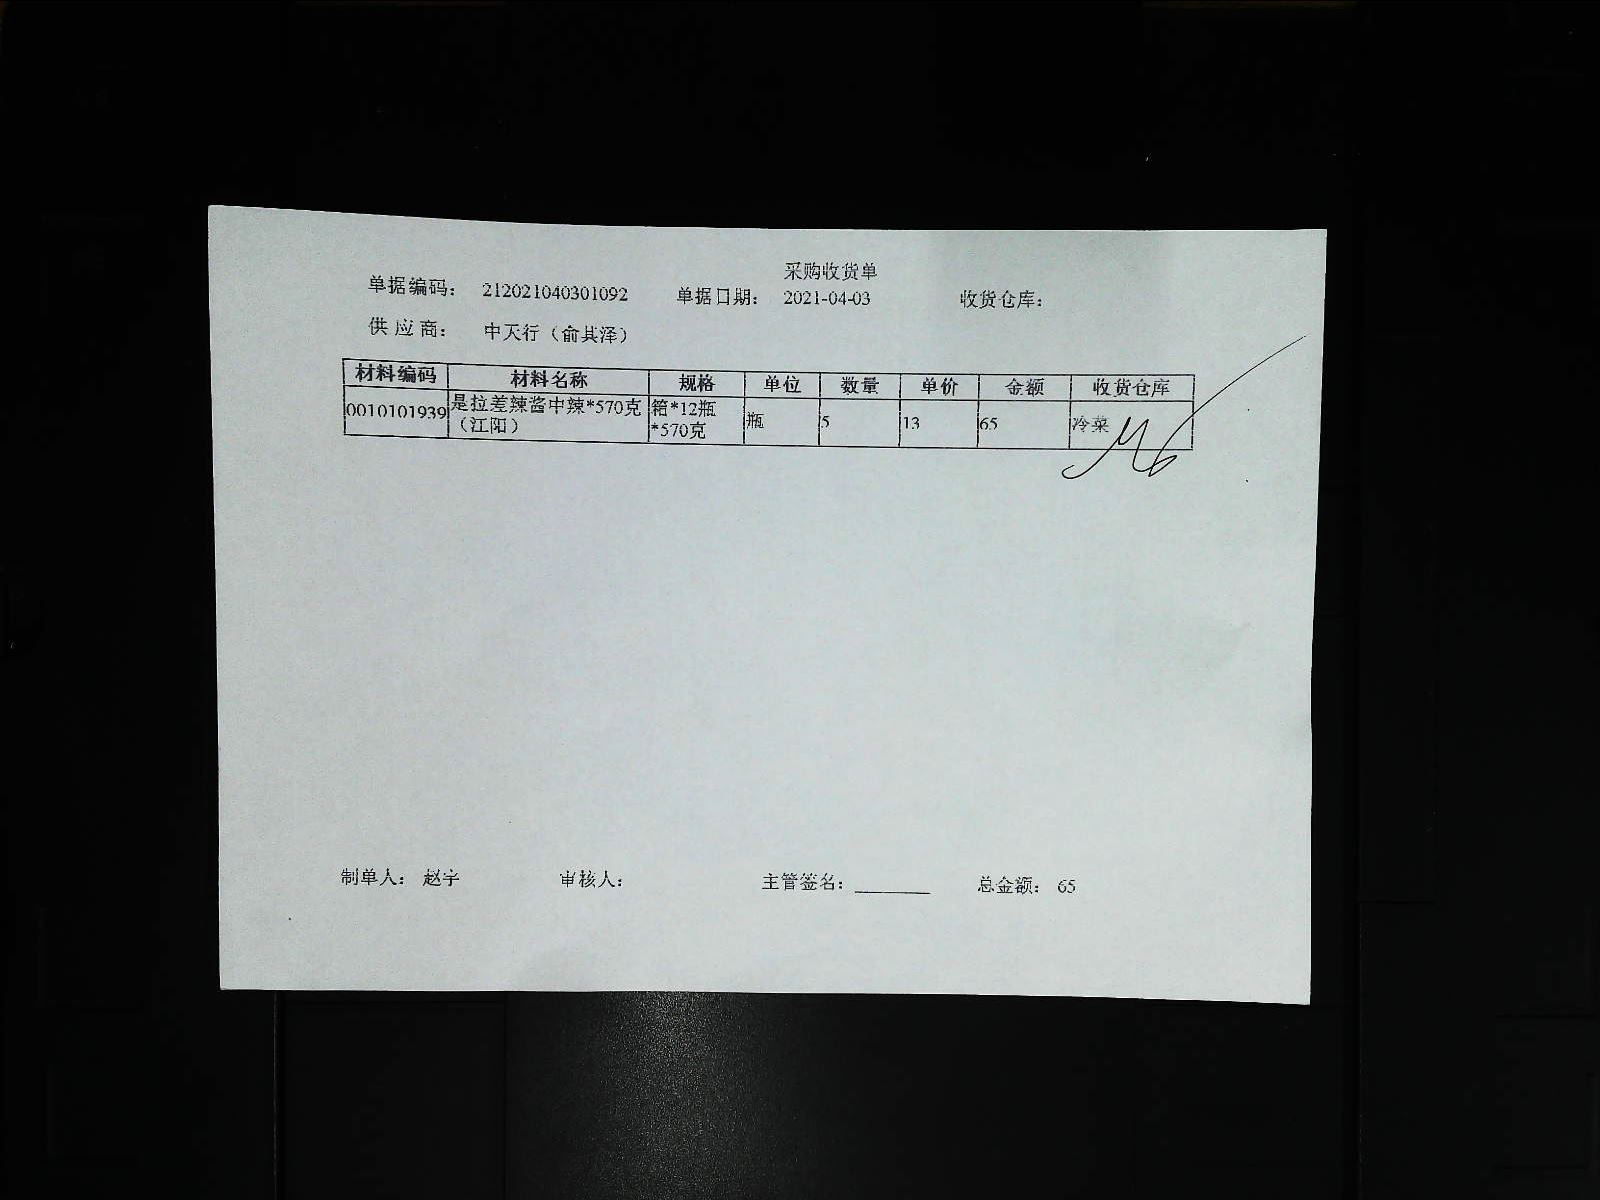 采购收货单
单据编码： 212021040301092 单据日期： 2021-04-03 收货仓库：
供 应 商： 中天行（俞其泽）
材料编码 材料名称 规格 单位 数量 单价 金额 收货仓库
0010101939 是拉差辣酱中辣*570克（江阳） 箱*12瓶*570克 瓶 5 13 65 冷菜
制单人： 赵宇 审核人： 主管签名： 总金额： 65